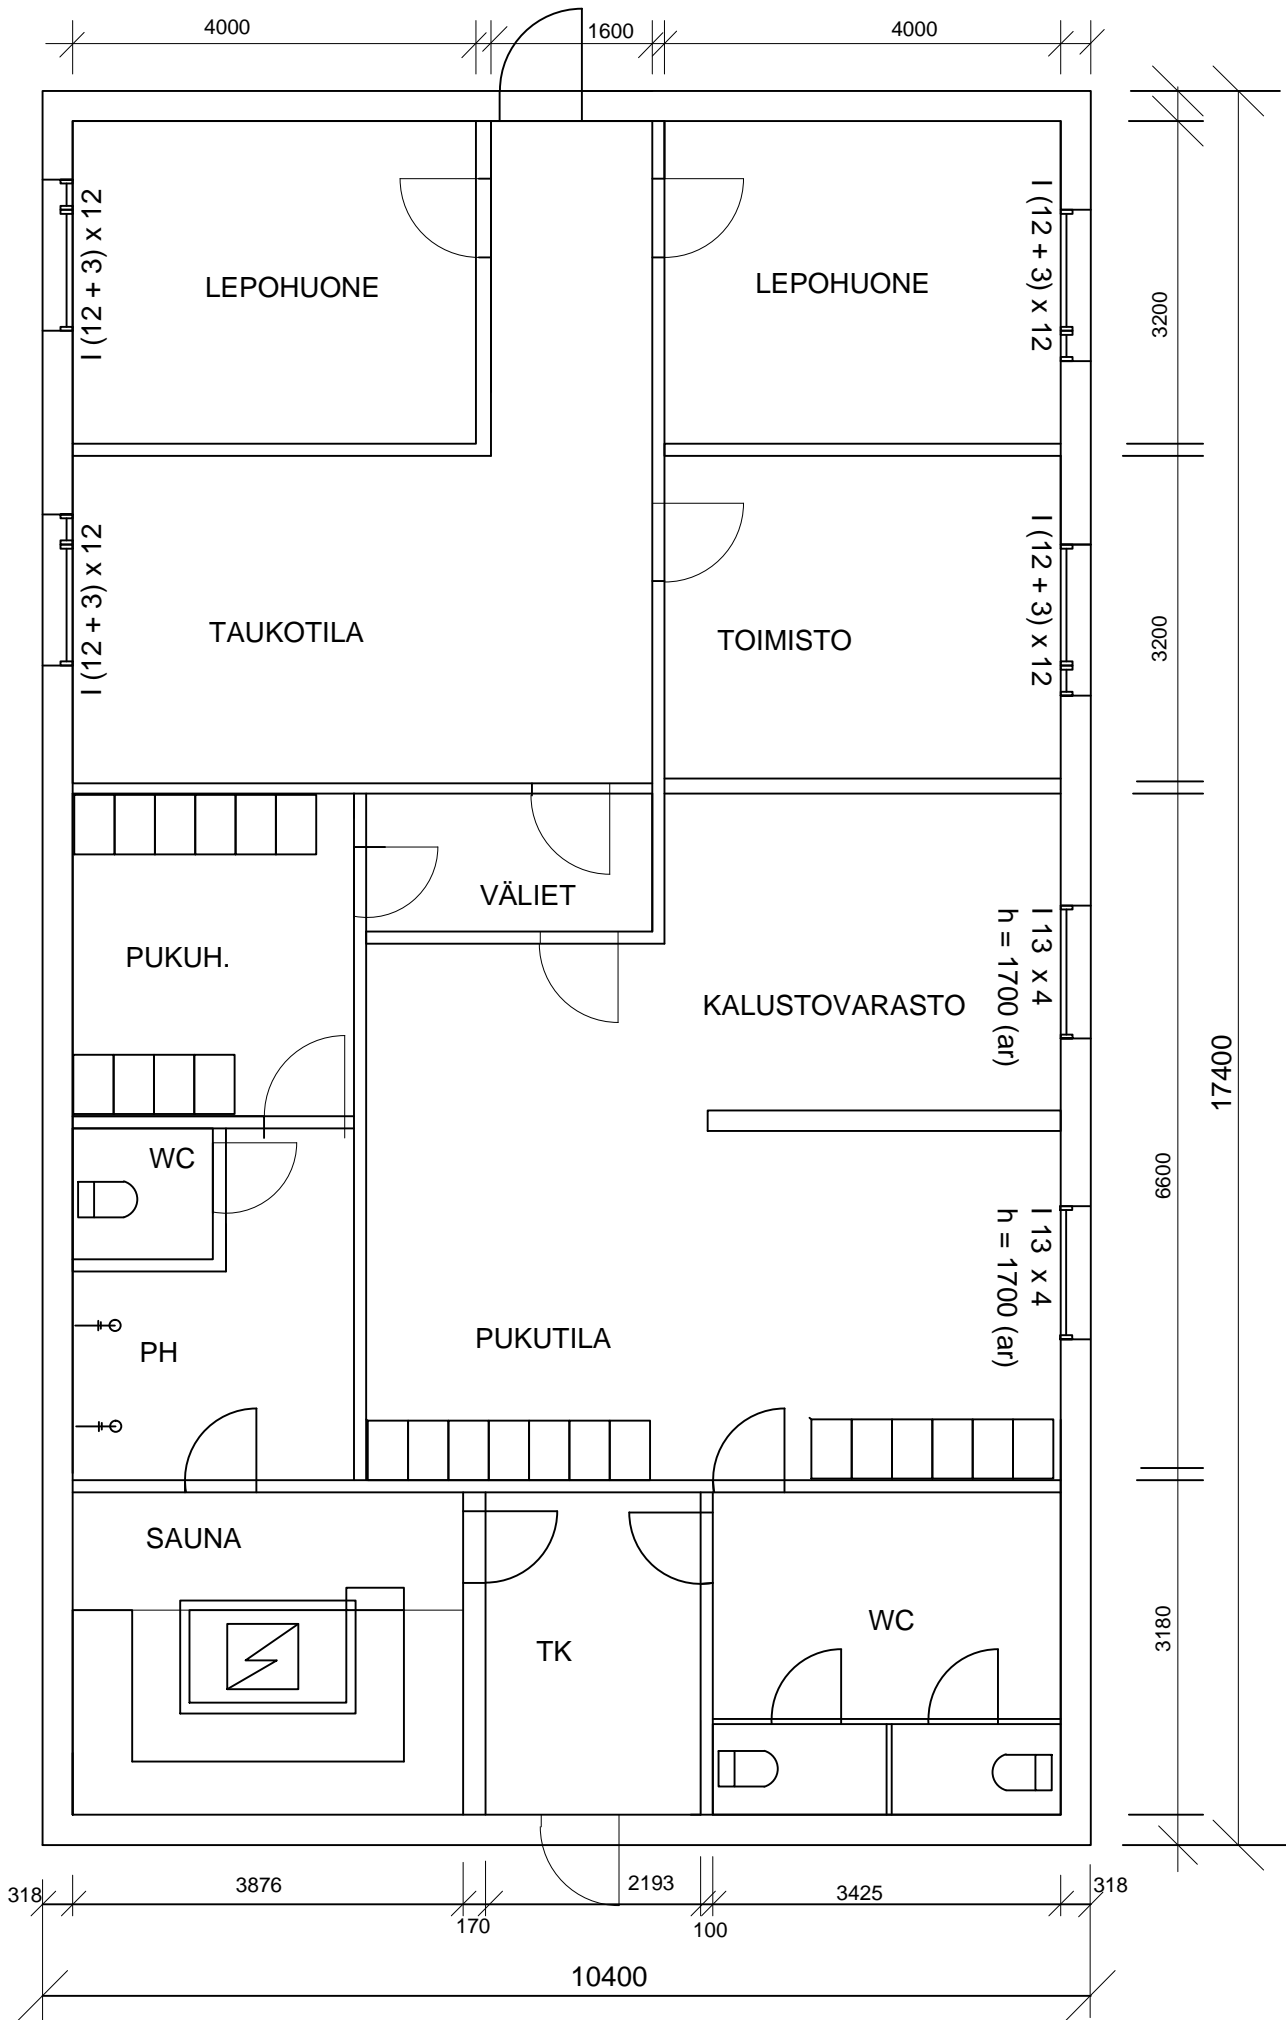 4000
1600
4000
I (12 + 3) x 12
LEPOHUONE
LEPOHUONE
I (12 + 3) x 12
3200
I (12 + 3) x 12
TAUKOTILA
TOIMISTO
I (12 + 3) x 12
3200
VÄLIET
PUKUH.
KALUSTOVARASTO
I 13 x 4
h = 1700 (ar)
17400
WC
6600
I 13 x 4
h = 1700 (ar)
PH
PUKUTILA
SAUNA
TK
WC
3180
318
3876
170
2193
100
3425
318
10400